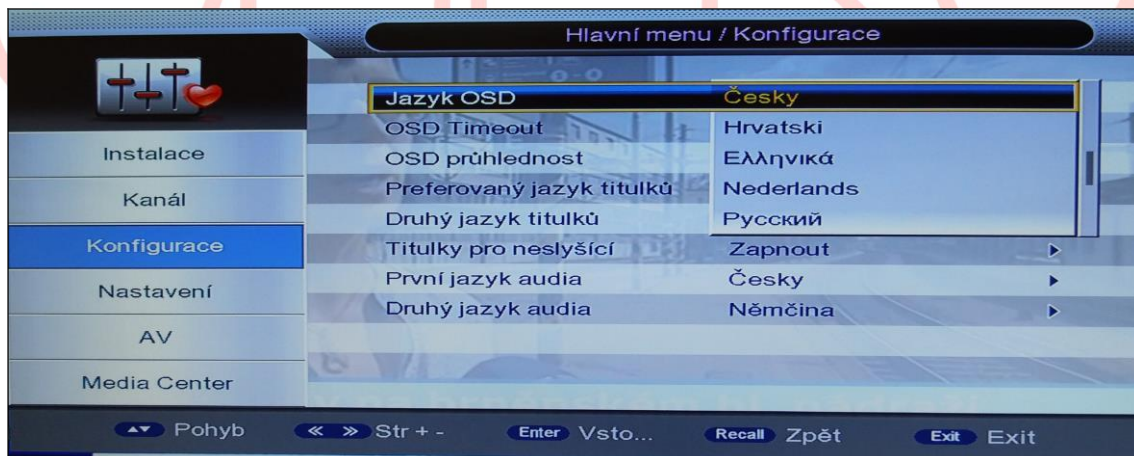 Hlavní menu / Konfigurace
Instalace
Kanál
Konfigurace
Nastavení
AV
Media Center
Jazyk OSD Česky
OSD Timeout Hrvatski
OSD průhlednost Ελληνικά
Preferovaný jazyk titulků Nederlands
Druhý jazyk titulků Русский
Titulky pro neslyšící Zapnout
První jazyk audia Česky
Druhý jazyk audia Němčina
Pohyb Str + - Enter Vsto... Recall Zpět Exit Exit